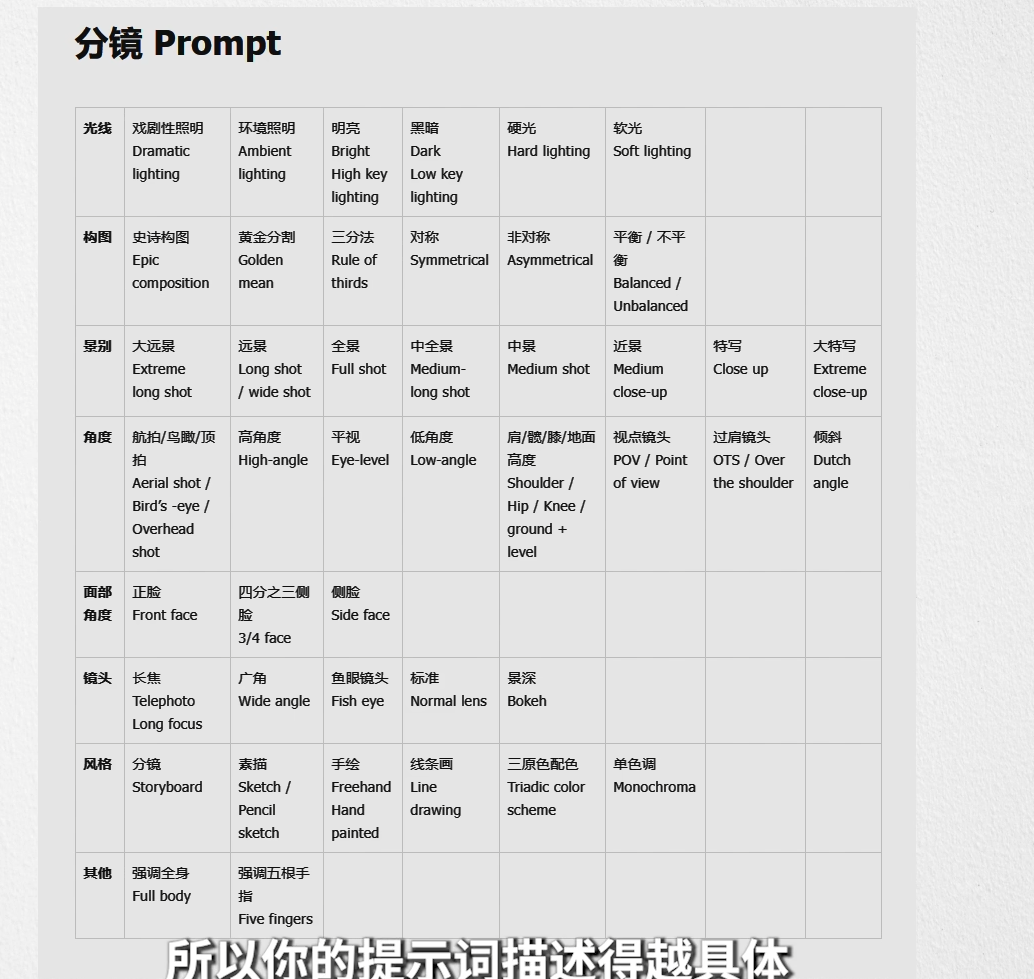 分镜 Prompt
光线
戏剧性照明
Dramatic
lighting
环境照明
Ambient
lighting
明亮
Bright
High key
lighting
黑暗
Dark
Low key
lighting
硬光
Hard lighting
软光
Soft lighting
构图
史诗构图
Epic
composition
黄金分割
Golden
mean
三分法
Rule of
thirds
对称
Symmetrical
非对称
Asymmetrical
平衡 / 不平
衡
Balanced /
Unbalanced
景别
大远景
Extreme
long shot
远景
Long shot
/ wide shot
全景
Full shot
中全景
Medium-
long shot
中景
Medium shot
近景
Medium
close-up
特写
Close up
大特写
Extreme
close-up
角度
航拍/鸟瞰/顶
拍
Aerial shot /
Bird’s -eye /
Overhead
shot
高角度
High-angle
平视
Eye-level
低角度
Low-angle
肩/髋/膝/地面
高度
Shoulder /
Hip / Knee /
ground +
level
视点镜头
POV / Point
of view
过肩镜头
OTS / Over
the shoulder
倾斜
Dutch
angle
面部
角度
正脸
Front face
四分之三侧
脸
3/4 face
侧脸
Side face
镜头
长焦
Telephoto
Long focus
广角
Wide angle
鱼眼镜头
Fish eye
标准
Normal lens
景深
Bokeh
风格
分镜
Storyboard
素描
Sketch /
Pencil
sketch
手绘
Freehand
Hand
painted
线条画
Line
drawing
三原色配色
Triadic color
scheme
单色调
Monochroma
其他
强调全身
Full body
强调五根手
指
Five fingers
所以你的提示词描述得越具体